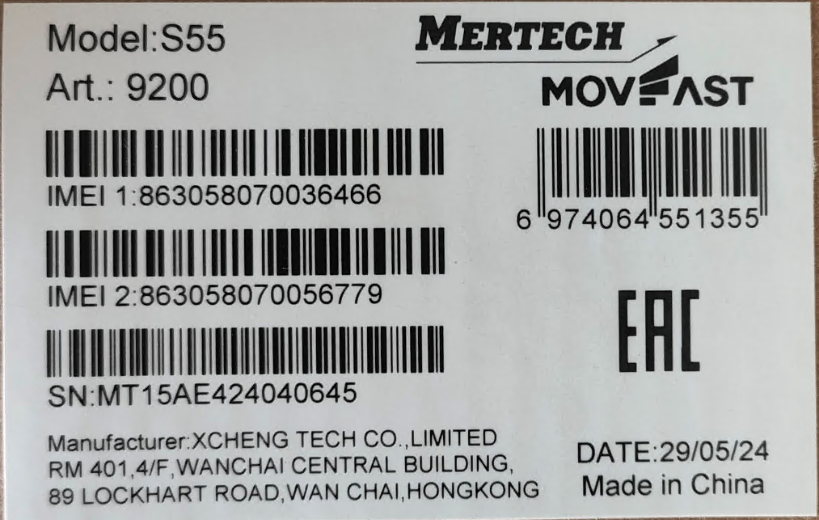 Model:S55
Art.: 9200
MERTECH
MOVFAST
IMEI 1:863058070036466
6 974064 551355
IMEI 2:863058070056779
EAC
SN:MT15AE424040645
Manufacturer:XCHENG TECH CO.,LIMITED
RM 401,4/F,WANCHAI CENTRAL BUILDING,
89 LOCKHART ROAD,WAN CHAI,HONGKONG
DATE:29/05/24
Made in China